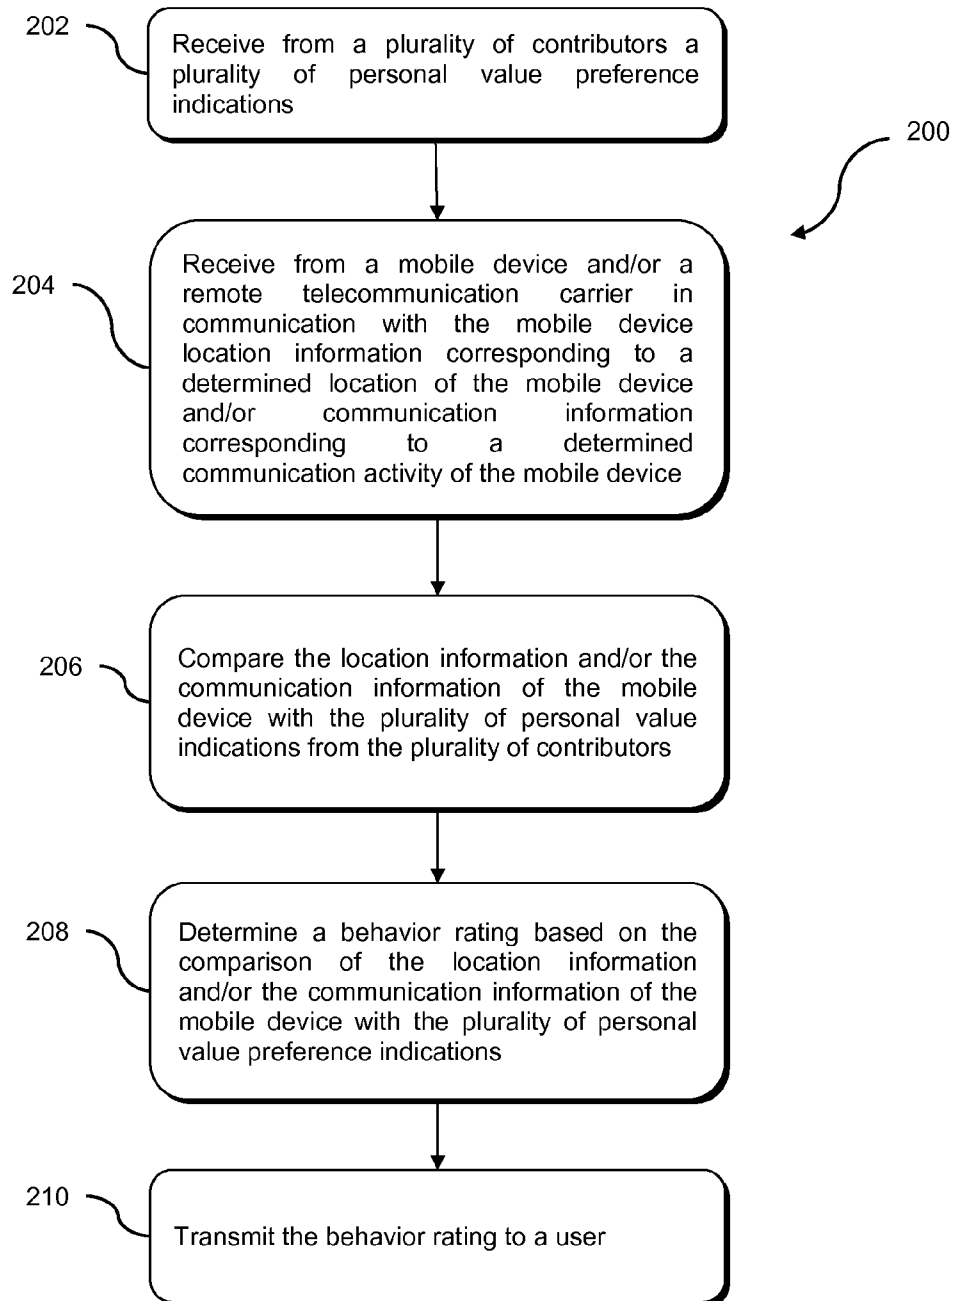 202
Receive from a plurality of contributors a
plurality of personal value preference
indications
200
204
Receive from a mobile device and/or a
remote telecommunication carrier in
communication with the mobile device
location information corresponding to a
determined location of the mobile device
and/or communication information
corresponding to a determined
communication activity of the mobile device
206
Compare the location information and/or the
communication information of the mobile
device with the plurality of personal value
indications from the plurality of contributors
208
Determine a behavior rating based on the
comparison of the location information
and/or the communication information of the
mobile device with the plurality of personal
value preference indications
210
Transmit the behavior rating to a user